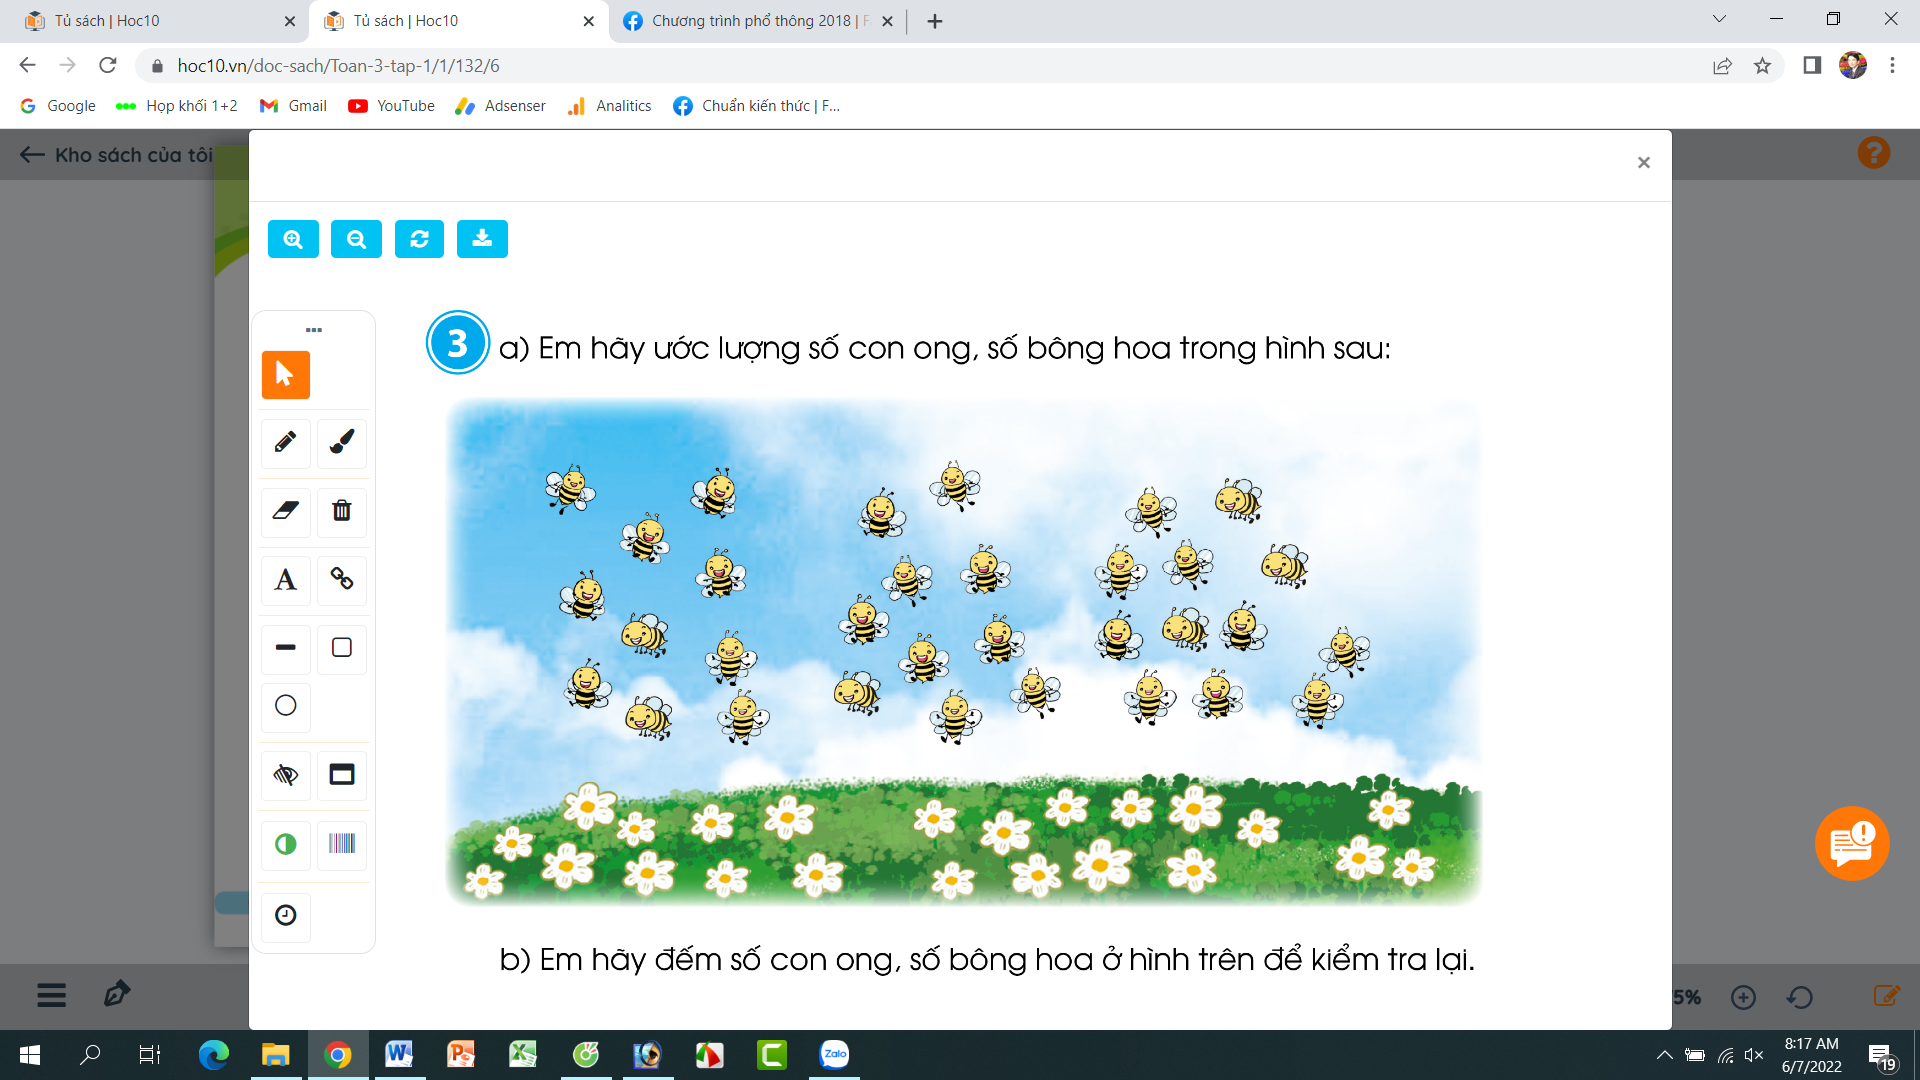 Tủ sách | Hoc10
Tủ sách | Hoc10
Chương trình phổ thông 2018 | F
hoc10.vn/doc-sach/Toan-3-tap-1/1/132/6
Google
Họp khối 1+2
Gmail
YouTube
Adsenser
Analitics
Chuẩn kiến thức | F...
Kho sách của tôi
3 a) Em hãy ước lượng số con ong, số bông hoa trong hình sau:
A
b) Em hãy đếm số con ong, số bông hoa ở hình trên để kiểm tra lại.
5%
Zalo
8:17 AM
6/7/2022
19